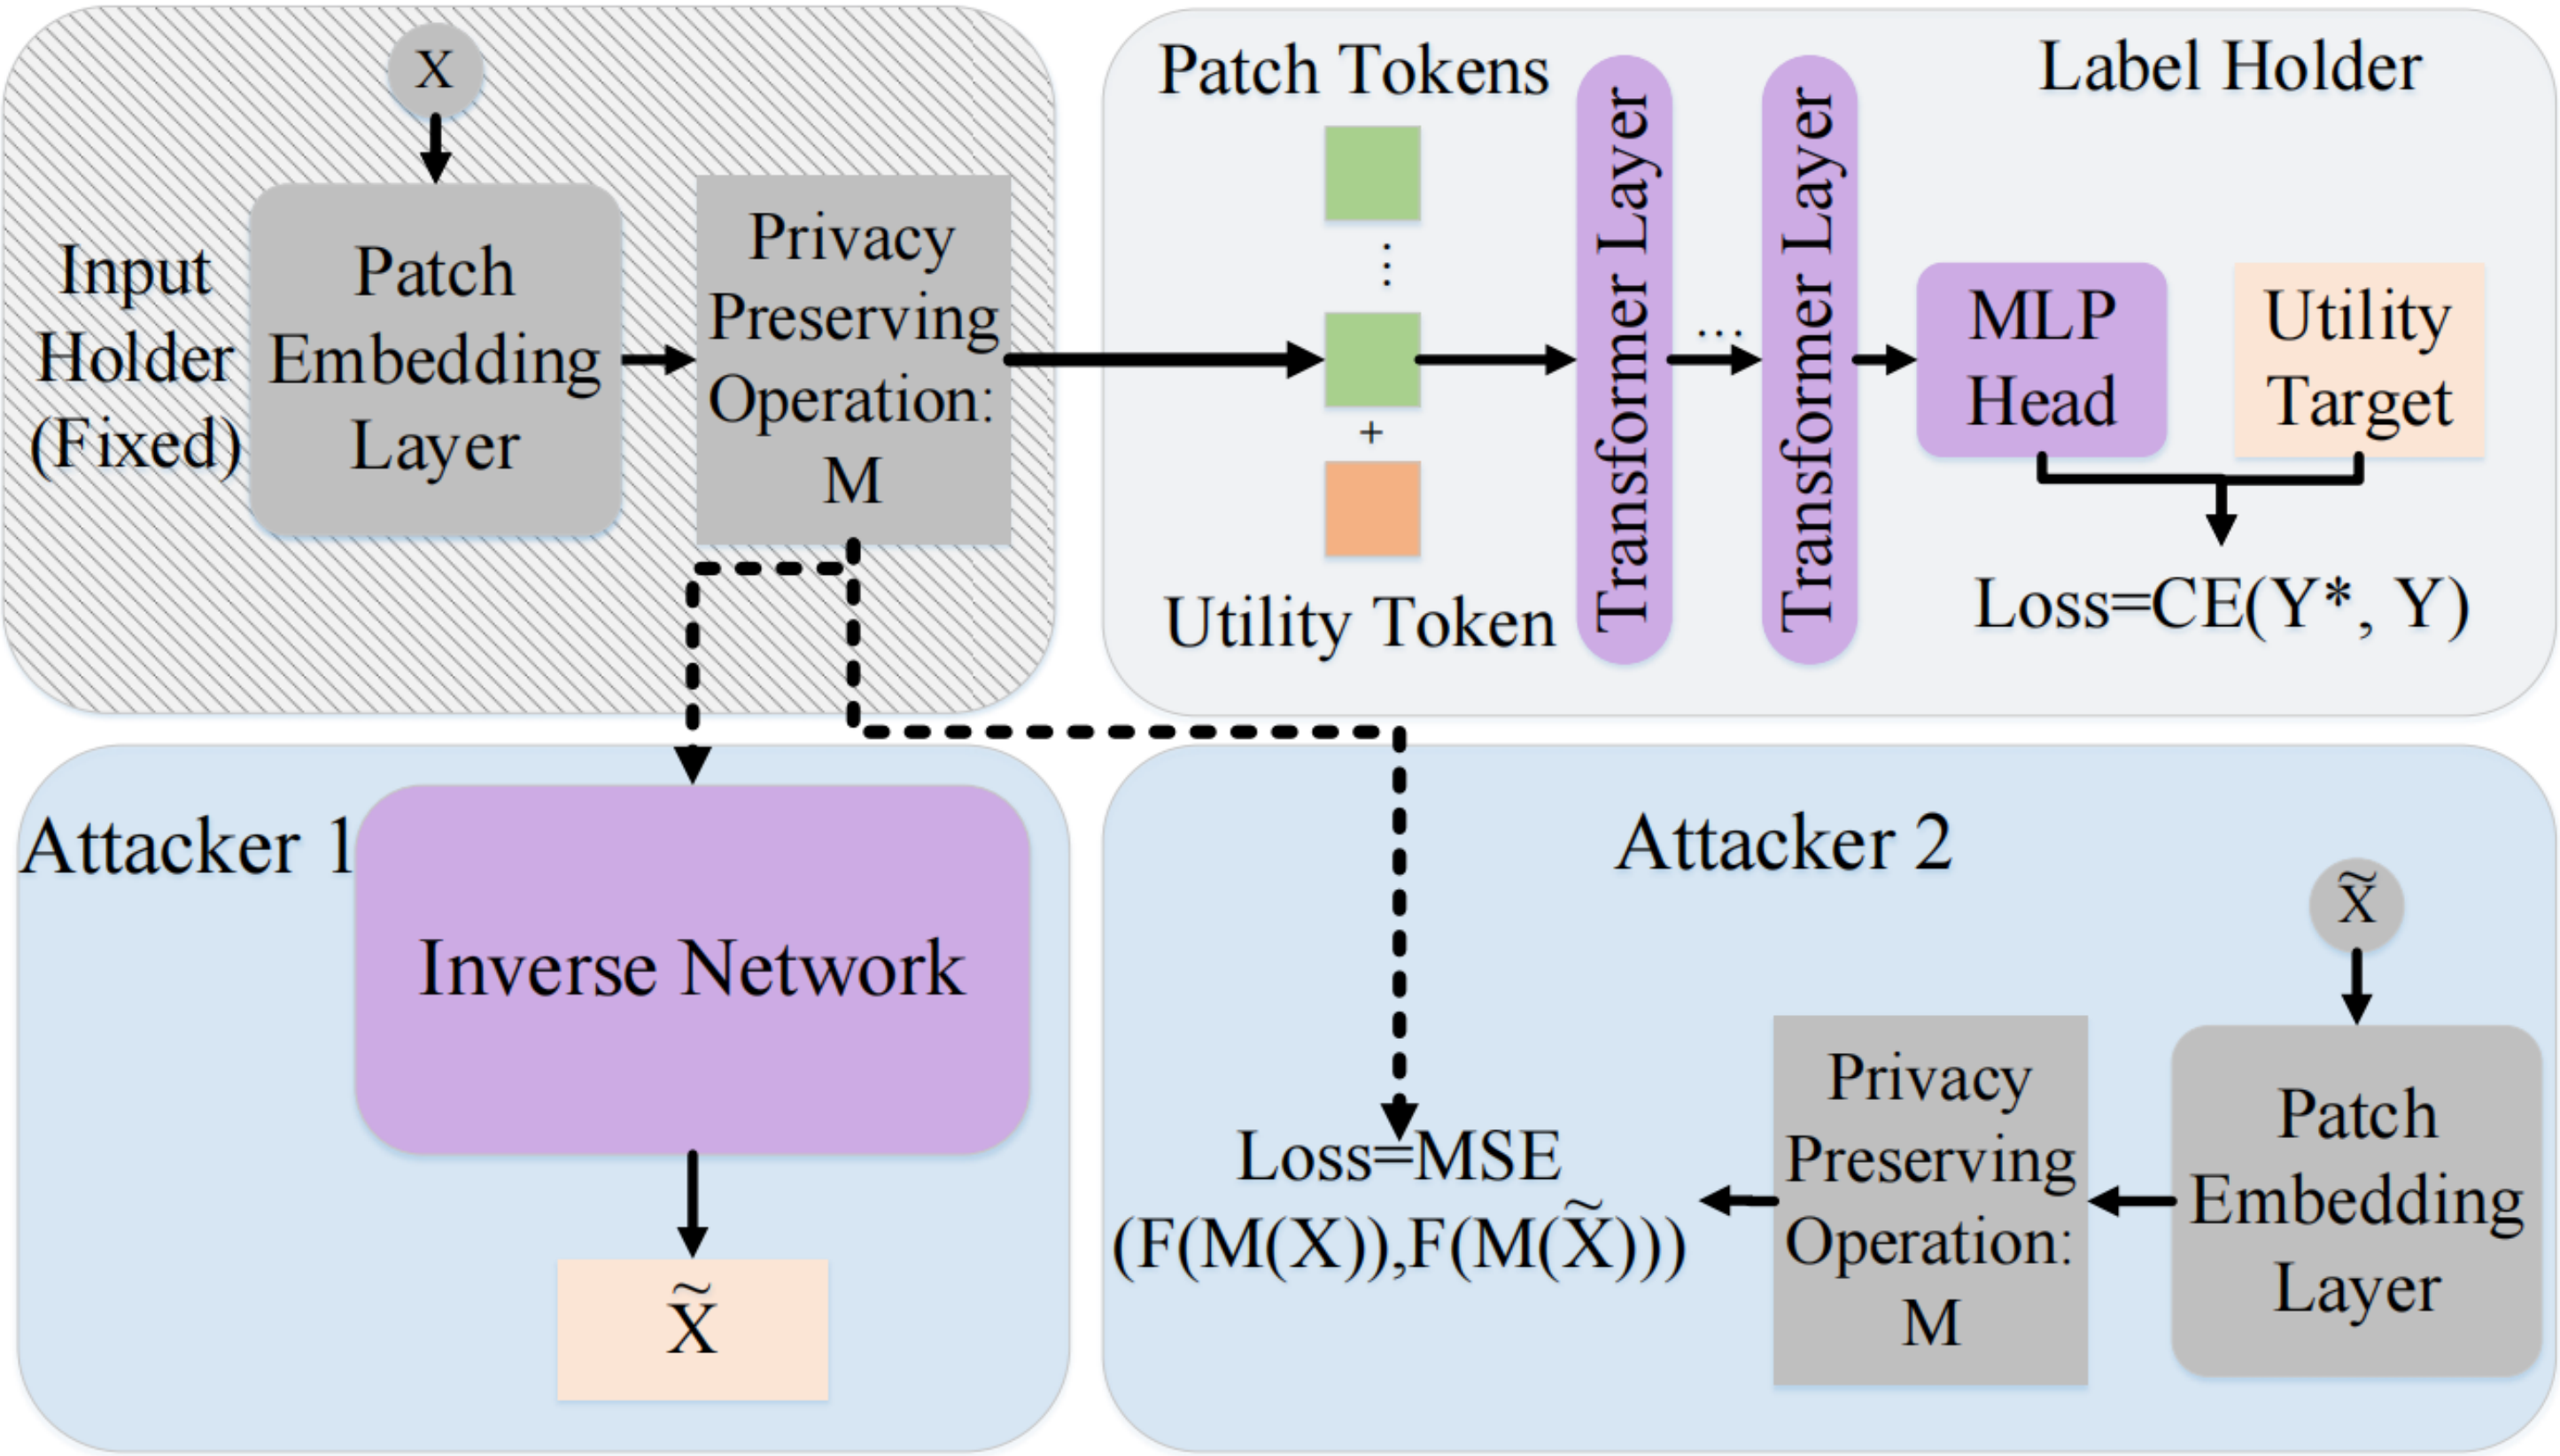 X
Input
Holder
(Fixed)
Patch
Embedding
Layer
Privacy
Preserving
Operation:
M
Patch Tokens
⋮
+
Utility Token
Transformer Layer
...
Transformer Layer
Label Holder
MLP
Head
Utility
Target
Loss=CE(Y*, Y)
Attacker 1
Inverse Network
X̃
Attacker 2
Loss=MSE
(F(M(X)),F(M(X̃)))
Privacy
Preserving
Operation:
M
X̃
Patch
Embedding
Layer